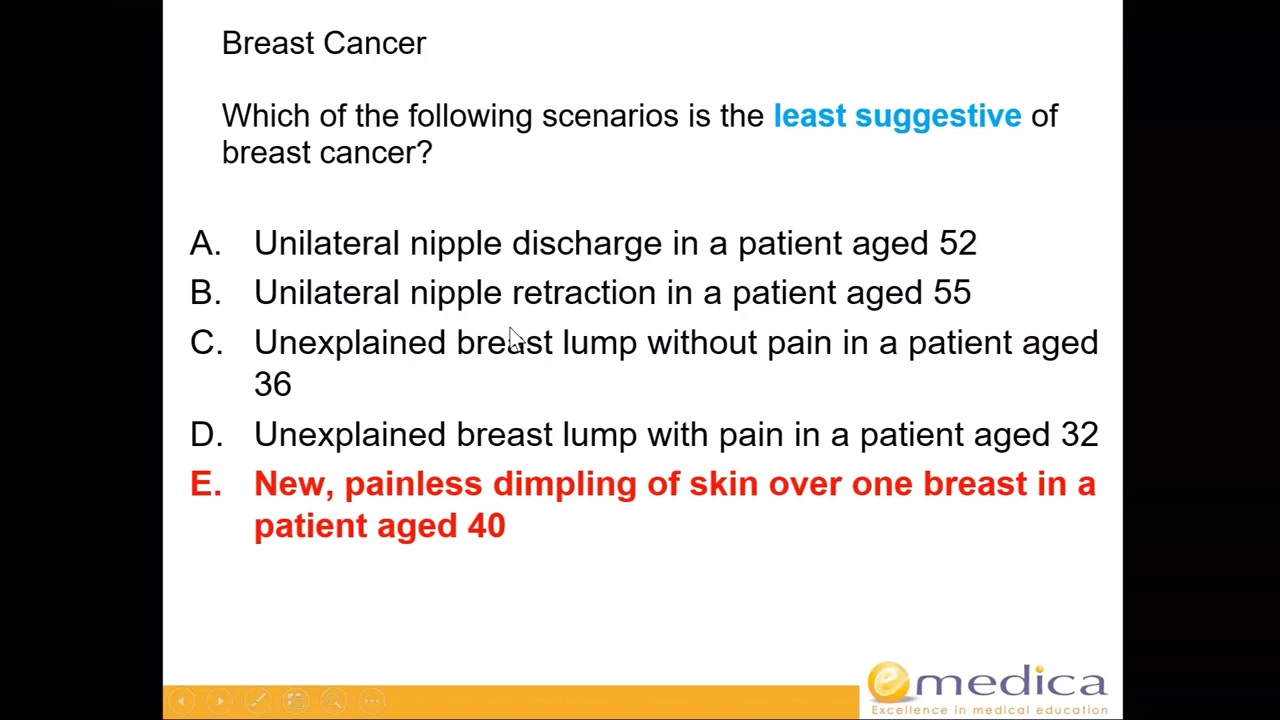 Breast Cancer
Which of the following scenarios is the least suggestive of
breast cancer?
A. Unilateral nipple discharge in a patient aged 52
B. Unilateral nipple retraction in a patient aged 55
C. Unexplained breast lump without pain in a patient aged
36
D. Unexplained breast lump with pain in a patient aged 32
E. New, painless dimpling of skin over one breast in a
patient aged 40
emedica
Excellence in medical education